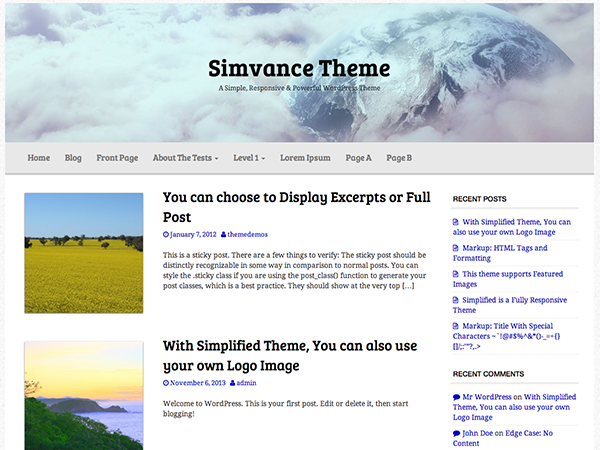 Simvance Theme
A Simple, Responsive & Powerful WordPress Theme
Home Blog Front Page About The Tests Level 1 Lorem Ipsum Page A Page B
You can choose to Display Excerpts or Full
Post
January 7, 2012 themedemos
This is a sticky post. There are a few things to verify: The sticky post should be
distinctly recognizable in some way in comparison to normal posts. You can
style the .sticky class if you are using the post_class() function to generate your
post classes, which is a best practice. They should show at the very top […]
With Simplified Theme, You can also use
your own Logo Image
November 6, 2013 admin
Welcome to WordPress. This is your first post. Edit or delete it, then start
blogging!
RECENT POSTS
With Simplified Theme, You can
also use your own Logo Image
Markup: HTML Tags and
Formatting
This theme supports Featured
Images
Simplified is a Fully Responsive
Theme
Markup: Title With Special
Characters ~`!@#$%^&*()-_=+{}
[]/;:'"?,.>
RECENT COMMENTS
Mr WordPress on With Simplified
Theme, You can also use your own
Logo Image
John Doe on Edge Case: No
Content